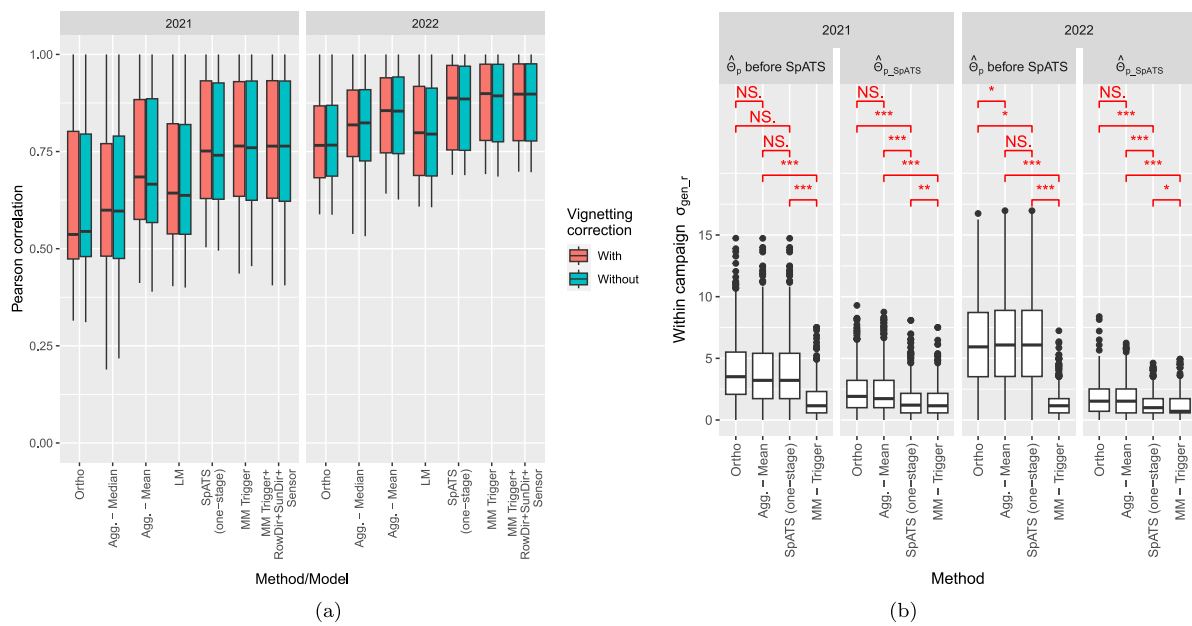 2021
2022
1.00
0.75
0.50
0.25
0.00
Pearson correlation
Ortho
Agg. − Median
Agg. − Mean
LM
SpATS
(one−stage)
MM Trigger
MM Trigger+
RowDir+SunDir+
Sensor
Ortho
Agg. − Median
Agg. − Mean
LM
SpATS
(one−stage)
MM Trigger
MM Trigger+
RowDir+SunDir+
Sensor
Method/Model
Vignetting
correction
With
Without
(a)
2021
2022
Θ̂p before SpATS
Θ̂p_SpATS
Θ̂p before SpATS
Θ̂p_SpATS
NS.
NS.
NS.
***
***
NS.
***
***
***
**
*
*
NS.
***
***
NS.
***
***
***
*
15
10
5
0
Within campaign σgen_r
Ortho
Agg. − Mean
SpATS (one−stage)
MM − Trigger
Ortho
Agg. − Mean
SpATS (one−stage)
MM − Trigger
Ortho
Agg. − Mean
SpATS (one−stage)
MM − Trigger
Ortho
Agg. − Mean
SpATS (one−stage)
MM − Trigger
Method
(b)